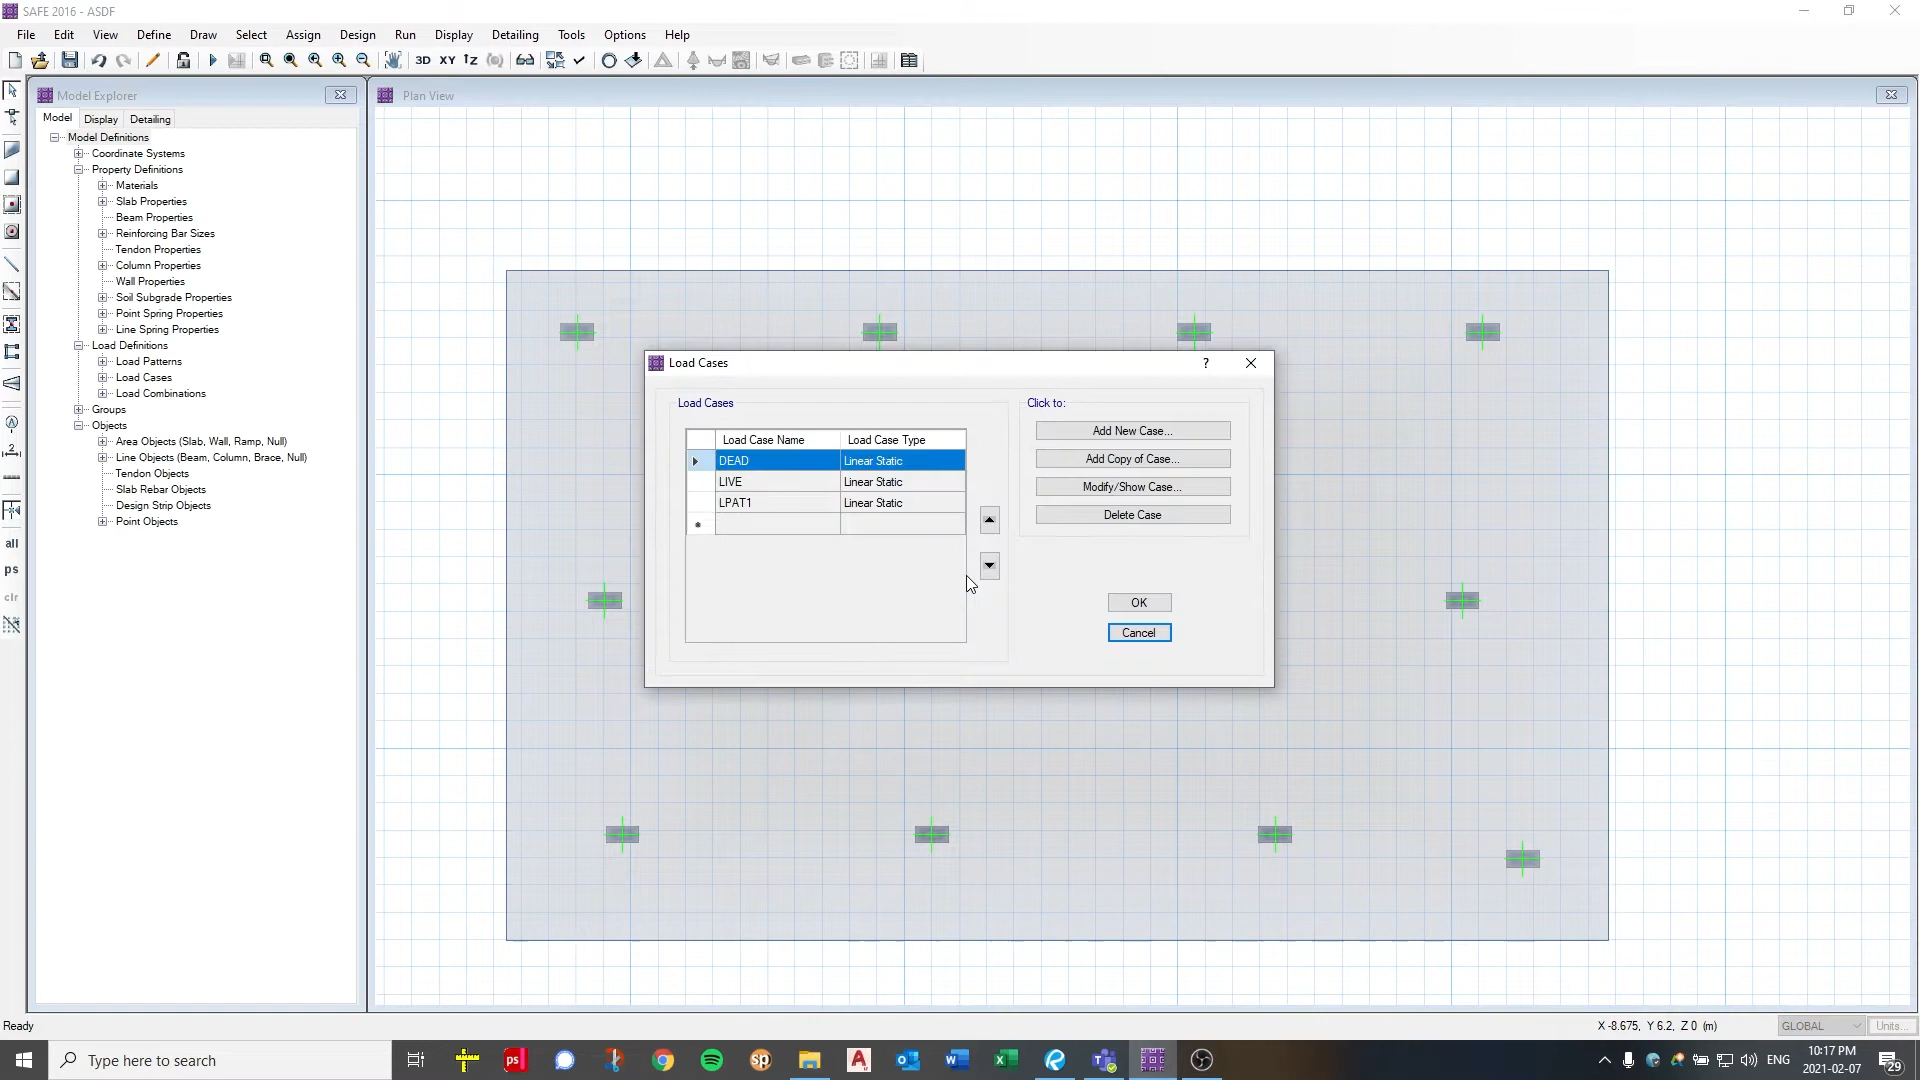 SAFE 2016 - ASDF
File Edit View Define Draw Select Assign Design Run Display Detailing Tools Options Help
3D XY
Model Explorer
Model Display Detailing
Model Definitions
Coordinate Systems
Property Definitions
Materials
Slab Properties
Beam Properties
Reinforcing Bar Sizes
Tendon Properties
Column Properties
Wall Properties
Soil Subgrade Properties
Point Spring Properties
Line Spring Properties
Load Definitions
Load Patterns
Load Cases
Load Combinations
Groups
Objects
Area Objects (Slab, Wall, Ramp, Null)
Line Objects (Beam, Column, Brace, Null)
Tendon Objects
Slab Rebar Objects
Design Strip Objects
Point Objects
all
ps
clr
Plan View
Load Cases
?
Load Cases
Load Case Name Load Case Type
DEAD Linear Static
LIVE Linear Static
LPAT1 Linear Static
Click to:
Add New Case...
Add Copy of Case...
Modify/Show Case...
Delete Case
OK
Cancel
Ready
X -8.675, Y 6.2, Z 0 (m)
GLOBAL
Units...
Type here to search
ENG
10:17 PM
2021-02-07
29